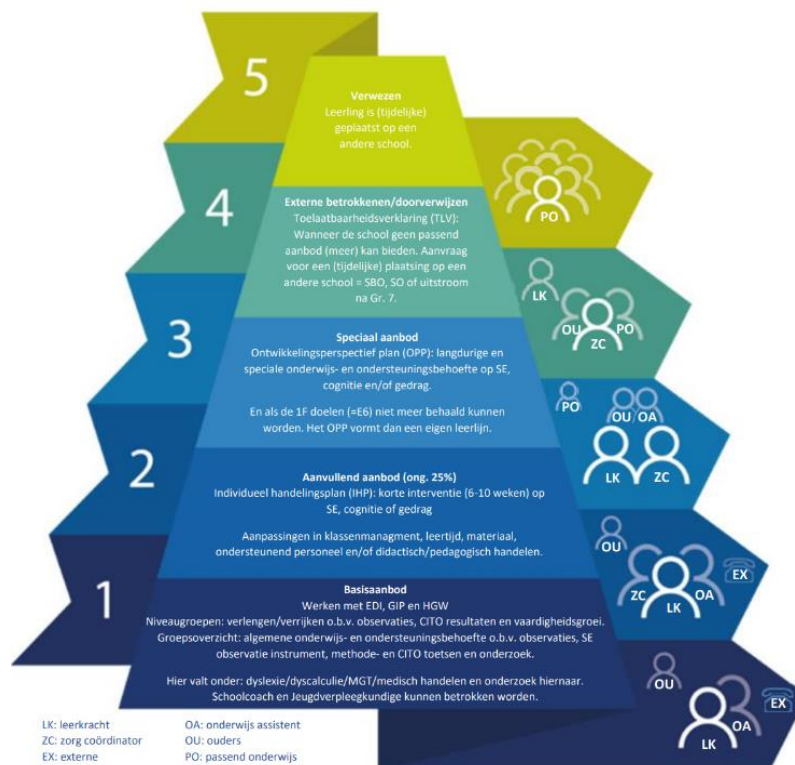 5
Verwezen
Leerling is (tijdelijke)
geplaatst op een
andere school.
PO
4
Externe betrokkenen/doorverwijzen
Toelaatbaarheidsverklaring (TLV):
Wanneer de school geen passend
aanbod (meer) kan bieden. Aanvraag
voor een (tijdelijke) plaatsing op een
andere school = SBO, SO of uitstroom
na Gr. 7.
LK
OU
PO
ZC
3
Speciaal aanbod
Ontwikkelingsperspectief plan (OPP): langdurige en
speciale onderwijs- en ondersteuningsbehoefte op SE,
cognitie en/of gedrag.
En als de 1F doelen (=E6) niet meer behaald kunnen
worden. Het OPP vormt dan een eigen leerlijn.
PO
OU OA
LK
ZC
2
Aanvullend aanbod (ong. 25%)
Individueel handelingsplan (IHP): korte interventie (6-10 weken) op
SE, cognitie of gedrag
Aanpassingen in klassenmanagment, leertijd, materiaal,
ondersteunend personeel en/of didactisch/pedagogisch handelen.
OU
EX
ZC
OA
LK
1
Basisaanbod
Werken met EDI, GIP en HGW
Niveaugroepen: verlengen/verrijken o.b.v. observaties, CITO resultaten en vaardigheidsgroei.
Groepsoverzicht: algemene onderwijs- en ondersteuningsbehoefte o.b.v. observaties, SE
observatie instrument, methode- en CITO toetsen en onderzoek.
Hier valt onder: dyslexie/dyscalculie/MGT/medisch handelen en onderzoek hiernaar.
Schoolcoach en Jeugdverpleegkundige kunnen betrokken worden.
OU
EX
OA
LK
LK: leerkracht
OA: onderwijs assistent
ZC: zorg coördinator
OU: ouders
EX: externe
PO: passend onderwijs